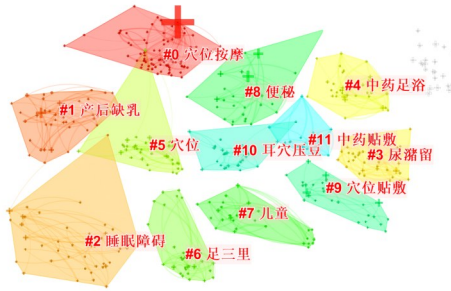 #0 穴位按摩
#4 中药足浴
#8 便秘
#1 产后缺乳
#11 中药贴敷
#5 穴位
#10 耳穴压豆
#3 尿潴留
#9 穴位贴敷
#7 儿童
#2 睡眠障碍
#6 足三里